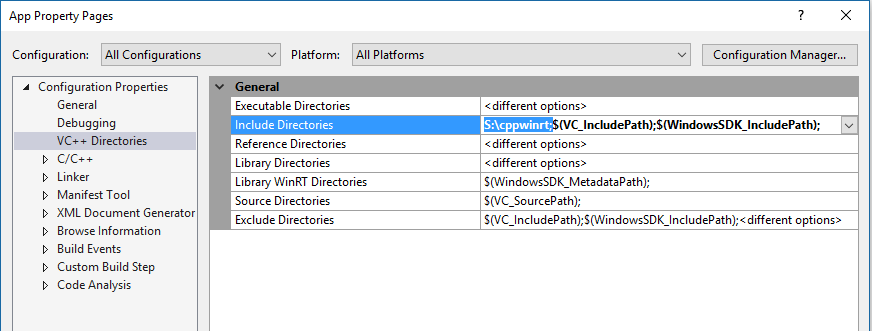 App Property Pages
Configuration: All Configurations Platform: All Platforms Configuration Manager...
Configuration Properties
General
Debugging
VC++ Directories
C/C++
Linker
Manifest Tool
XML Document Generator
Browse Information
Build Events
Custom Build Step
Code Analysis
General
Executable Directories <different options>
Include Directories S:\cppwinrt;$(VC_IncludePath);$(WindowsSDK_IncludePath);
Reference Directories <different options>
Library Directories <different options>
Library WinRT Directories $(WindowsSDK_MetadataPath);
Source Directories $(VC_SourcePath);
Exclude Directories $(VC_IncludePath);$(WindowsSDK_IncludePath);<different options>